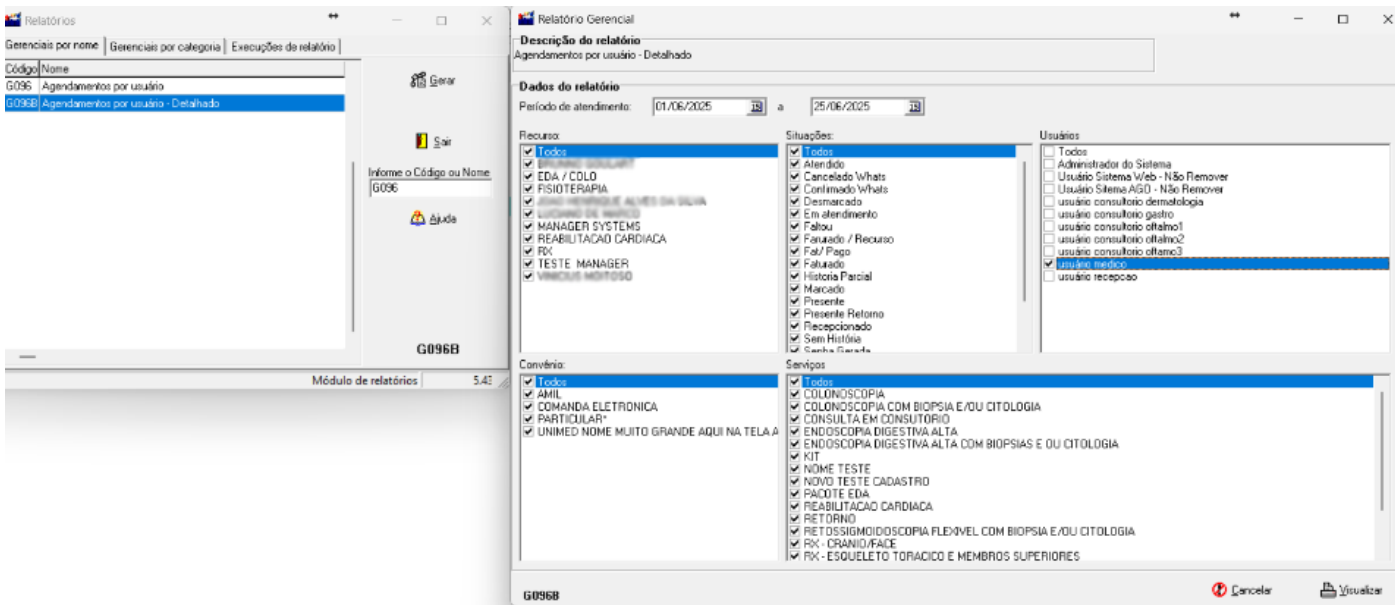 Relatórios
Gerenciais por nome Gerenciais por categoria Execuções de relatório
Código Nome
G096 Agendamentos por usuário
G096B Agendamentos por usuário - Detalhado
Gerar
Sair
Informe o Código ou Nome
G096
Ajuda
G096B
Módulo de relatórios 5.43
Relatório Gerencial
Descrição do relatório
Agendamentos por usuário - Detalhado
Dados do relatório
Período de atendimento: 01/06/2025 a 25/06/2025
Recurso:
Todos
EDA / COLO
FISIOTERAPIA
MANAGER SYSTEMS
REABILITACAO CARDIACA
RX
TESTE MANAGER
Situações:
Todos
Atendido
Cancelado Whats
Confirmado Whats
Desmarcado
Em atendimento
Faltou
Farurado / Recurso
Fat/ Pago
Faturado
Historia Parcial
Marcado
Presente
Presente Retorno
Recepcionado
Sem História
Senha Gerada
Usuários
Todos
Administrador do Sistema
Usuário Sistema Web - Não Remover
Usuário Sitema AGO - Não Remover
usuário consultorio dermatologia
usuário consultorio gastro
usuário consultorio oftalmo1
usuário consultorio oftalmo2
usuário consultorio oftamo3
usuário medico
usuário recepcao
Convênio:
Todos
AMIL
COMANDA ELETRONICA
PARTICULAR*
UNIMED NOME MUITO GRANDE AQUI NA TELA A
Serviços
Todos
COLONOSCOPIA
COLONOSCOPIA COM BIOPSIA E/OU CITOLOGIA
CONSULTA EM CONSUTORIO
ENDOSCOPIA DIGESTIVA ALTA
ENDOSCOPIA DIGESTIVA ALTA COM BIOPSIAS E OU CITOLOGIA
KIT
NOME TESTE
NOVO TESTE CADASTRO
PACOTE EDA
REABILITACAO CARDIACA
RETORNO
RETOSSIGMOIDOSCOPIA FLEXIVEL COM BIOPSIA E/OU CITOLOGIA
RX - CRANIO/FACE
RX - ESQUELETO TORACICO E MEMBROS SUPERIORES
G096B
Cancelar
Visualizar